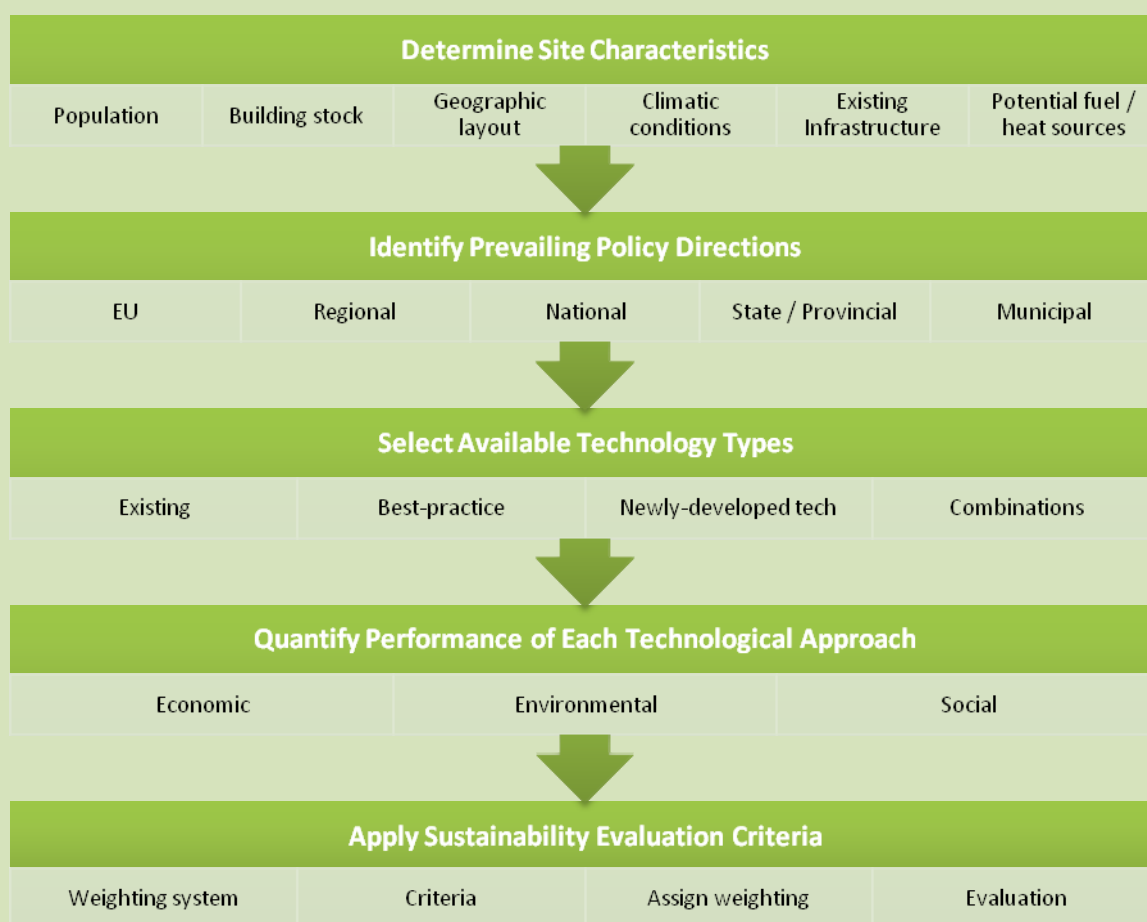 Determine Site Characteristics
Population
Building stock
Geographic
layout
Climatic
conditions
Existing
Infrastructure
Potential fuel /
heat sources
Identify Prevailing Policy Directions
EU
Regional
National
State / Provincial
Municipal
Select Available Technology Types
Existing
Best-practice
Newly-developed tech
Combinations
Quantify Performance of Each Technological Approach
Economic
Environmental
Social
Apply Sustainability Evaluation Criteria
Weighting system
Criteria
Assign weighting
Evaluation